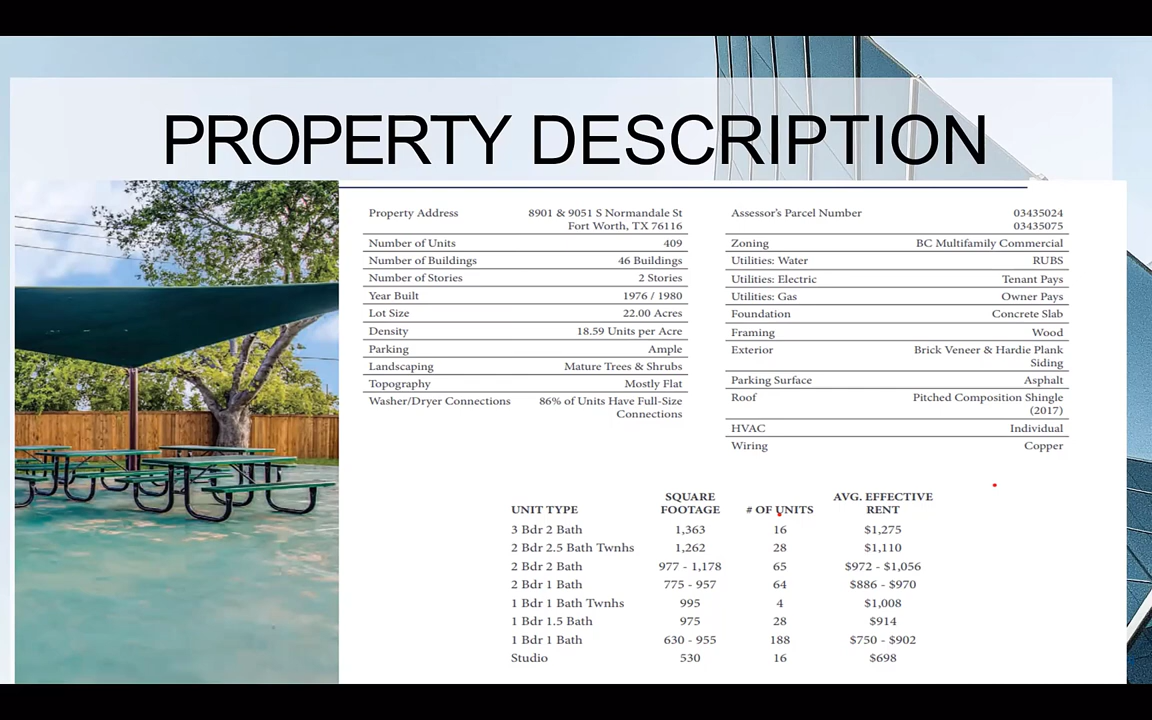 PROPERTY DESCRIPTION
Property Address 8901 & 9051 S Normandale St
Fort Worth, TX 76116
Number of Units 409
Number of Buildings 46 Buildings
Number of Stories 2 Stories
Year Built 1976 / 1980
Lot Size 22.00 Acres
Density 18.59 Units per Acre
Parking Ample
Landscaping Mature Trees & Shrubs
Topography Mostly Flat
Washer/Dryer Connections 86% of Units Have Full-Size
Connections
Assessor's Parcel Number 03435024
03435075
Zoning BC Multifamily Commercial
Utilities: Water RUBS
Utilities: Electric Tenant Pays
Utilities: Gas Owner Pays
Foundation Concrete Slab
Framing Wood
Exterior Brick Veneer & Hardie Plank
Siding
Parking Surface Asphalt
Roof Pitched Composition Shingle
(2017)
HVAC Individual
Wiring Copper
SQUARE AVG. EFFECTIVE
UNIT TYPE FOOTAGE # OF UNITS RENT
3 Bdr 2 Bath 1,363 16 $1,275
2 Bdr 2.5 Bath Twnhs 1,262 28 $1,110
2 Bdr 2 Bath 977 - 1,178 65 $972 - $1,056
2 Bdr 1 Bath 775 - 957 64 $886 - $970
1 Bdr 1 Bath Twnhs 995 4 $1,008
1 Bdr 1.5 Bath 975 28 $914
1 Bdr 1 Bath 630 - 955 188 $750 - $902
Studio 530 16 $698